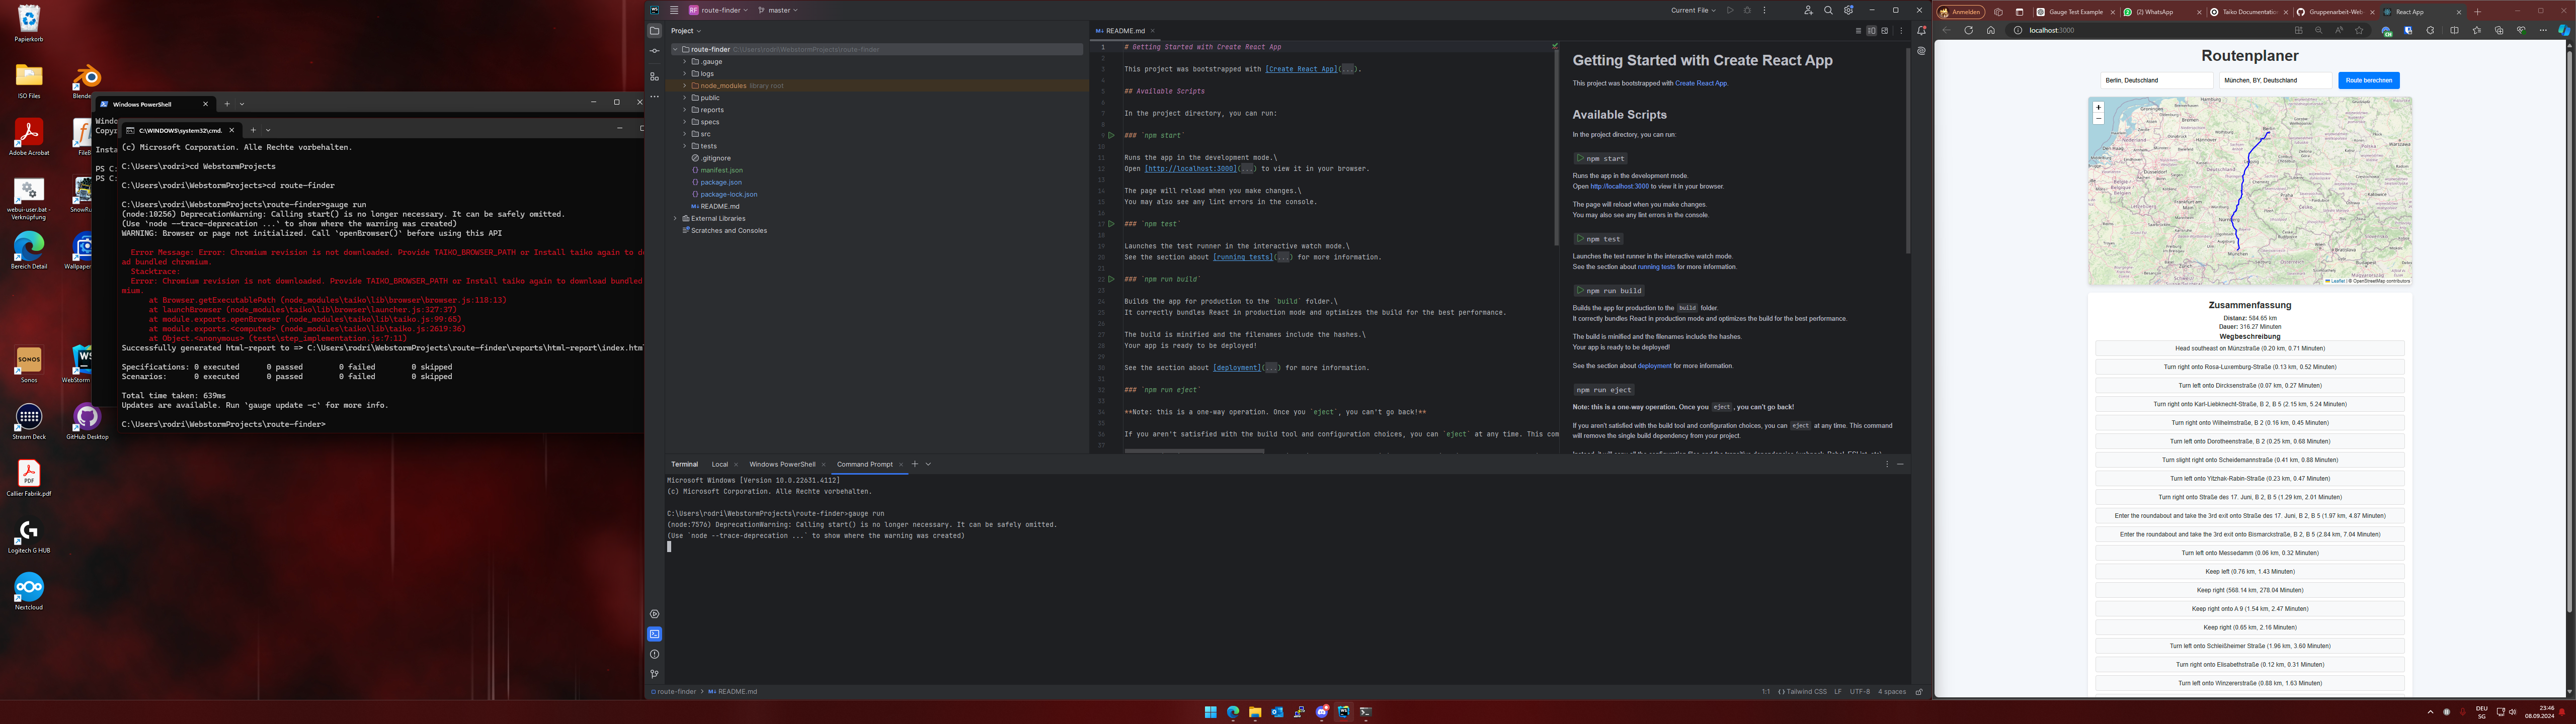 Papierkorb
ISO Files
Adobe Acrobat
webui-user.bat -
Verknüpfung
Bereich Detail
Sonos
Stream Deck
GitHub Desktop
Callier Fabrik.pdf
Logitech G HUB
Nextcloud
Windows PowerShell
C:\WINDOWS\system32\cmd.
(c) Microsoft Corporation. Alle Rechte vorbehalten.
C:\Users\rodri>cd WebstormProjects
C:\Users\rodri\WebstormProjects>cd route-finder
C:\Users\rodri\WebstormProjects\route-finder>gauge run
(node:10256) DeprecationWarning: Calling start() is no longer necessary. It can be safely omitted.
(Use `node --trace-deprecation ...` to show where the warning was created)
WARNING: Browser or page not initialized. Call `openBrowser()` before using this API
Error Message: Error: Chromium revision is not downloaded. Provide TAIKO_BROWSER_PATH or Install taiko again to do
ad bundled chromium.
Stacktrace:
Error: Chromium revision is not downloaded. Provide TAIKO_BROWSER_PATH or Install taiko again to download bundled
mium.
at Browser.getExecutablePath (node_modules\taiko\lib\browser\browser.js:118:13)
at launchBrowser (node_modules\taiko\lib\browser\launcher.js:327:37)
at module.exports.openBrowser (node_modules\taiko\lib\taiko.js:99:65)
at module.exports.<computed> (node_modules\taiko\lib\taiko.js:2619:36)
at Object.<anonymous> (tests\step_implementation.js:7:11)
Successfully generated html-report to => C:\Users\rodri\WebstormProjects\route-finder\reports\html-report\index.html
Specifications: 0 executed 0 passed 0 failed 0 skipped
Scenarios: 0 executed 0 passed 0 failed 0 skipped
Total time taken: 639ms
Updates are available. Run `gauge update -c` for more info.
C:\Users\rodri\WebstormProjects\route-finder>
RF route-finder master
Current File
Project
route-finder C:\Users\rodri\WebstormProjects\route-finder
.gauge
logs
node_modules library root
public
reports
specs
src
tests
.gitignore
manifest.json
package.json
package-lock.json
README.md
External Libraries
Scratches and Consoles
README.md
# Getting Started with Create React App
This project was bootstrapped with [Create React App](...).
## Available Scripts
In the project directory, you can run:
### `npm start`
Runs the app in the development mode.\
Open [http://localhost:3000](...) to view it in your browser.
The page will reload when you make changes.\
You may also see any lint errors in the console.
### `npm test`
Launches the test runner in the interactive watch mode.\
See the section about [running tests](...) for more information.
### `npm run build`
Builds the app for production to the `build` folder.\
It correctly bundles React in production mode and optimizes the build for the best performance.
The build is minified and the filenames include the hashes.\
Your app is ready to be deployed!
See the section about [deployment](...) for more information.
### `npm run eject`
**Note: this is a one-way operation. Once you `eject`, you can't go back!**
If you aren't satisfied with the build tool and configuration choices, you can `eject` at any time. This com
Getting Started with Create React App
This project was bootstrapped with Create React App.
Available Scripts
In the project directory, you can run:
npm start
Runs the app in the development mode.
Open http://localhost:3000 to view it in your browser.
The page will reload when you make changes.
You may also see any lint errors in the console.
npm test
Launches the test runner in the interactive watch mode.
See the section about running tests for more information.
npm run build
Builds the app for production to the build folder.
It correctly bundles React in production mode and optimizes the build for the best performance.
The build is minified and the filenames include the hashes.
Your app is ready to be deployed!
See the section about deployment for more information.
npm run eject
Note: this is a one-way operation. Once you eject, you can't go back!
If you aren't satisfied with the build tool and configuration choices, you can eject at any time. This command
will remove the single build dependency from your project.
Terminal Local Windows PowerShell Command Prompt
Microsoft Windows [Version 10.0.22631.4112]
(c) Microsoft Corporation. Alle Rechte vorbehalten.
C:\Users\rodri\WebstormProjects\route-finder>gauge run
(node:7576) DeprecationWarning: Calling start() is no longer necessary. It can be safely omitted.
(Use `node --trace-deprecation ...` to show where the warning was created)
route-finder README.md
1:1 Tailwind CSS LF UTF-8 4 spaces
Anmelden
Gauge Test Example
(2) WhatsApp
Taiko Documentation
Gruppenarbeit-Web
React App
localhost:3000
Routenplaner
Berlin, Deutschland
München, BY, Deutschland
Route berechnen
Leaflet | © OpenStreetMap contributors
Zusammenfassung
Distanz: 584.65 km
Dauer: 316.27 Minuten
Wegbeschreibung
Head southeast on Münzstraße (0.20 km, 0.71 Minuten)
Turn right onto Rosa-Luxemburg-Straße (0.13 km, 0.52 Minuten)
Turn left onto Dircksenstraße (0.07 km, 0.27 Minuten)
Turn right onto Karl-Liebknecht-Straße, B 2, B 5 (2.15 km, 5.24 Minuten)
Turn right onto Wilhelmstraße, B 2 (0.16 km, 0.45 Minuten)
Turn left onto Dorotheenstraße, B 2 (0.25 km, 0.68 Minuten)
Turn slight right onto Scheidemannstraße (0.41 km, 0.88 Minuten)
Turn left onto Yitzhak-Rabin-Straße (0.23 km, 0.47 Minuten)
Turn right onto Straße des 17. Juni, B 2, B 5 (1.29 km, 2.01 Minuten)
Enter the roundabout and take the 3rd exit onto Straße des 17. Juni, B 2, B 5 (1.97 km, 4.87 Minuten)
Enter the roundabout and take the 3rd exit onto Bismarckstraße, B 2, B 5 (2.84 km, 7.04 Minuten)
Turn left onto Messedamm (0.06 km, 0.32 Minuten)
Keep left (0.76 km, 1.43 Minuten)
Keep right (568.14 km, 278.04 Minuten)
Keep right onto A 9 (1.54 km, 2.47 Minuten)
Keep right (0.65 km, 2.16 Minuten)
Turn left onto Schleißheimer Straße (1.96 km, 3.60 Minuten)
Turn right onto Elisabethstraße (0.12 km, 0.31 Minuten)
Turn left onto Winzererstraße (0.88 km, 1.63 Minuten)
DEU
SG
23:46
08.09.2024